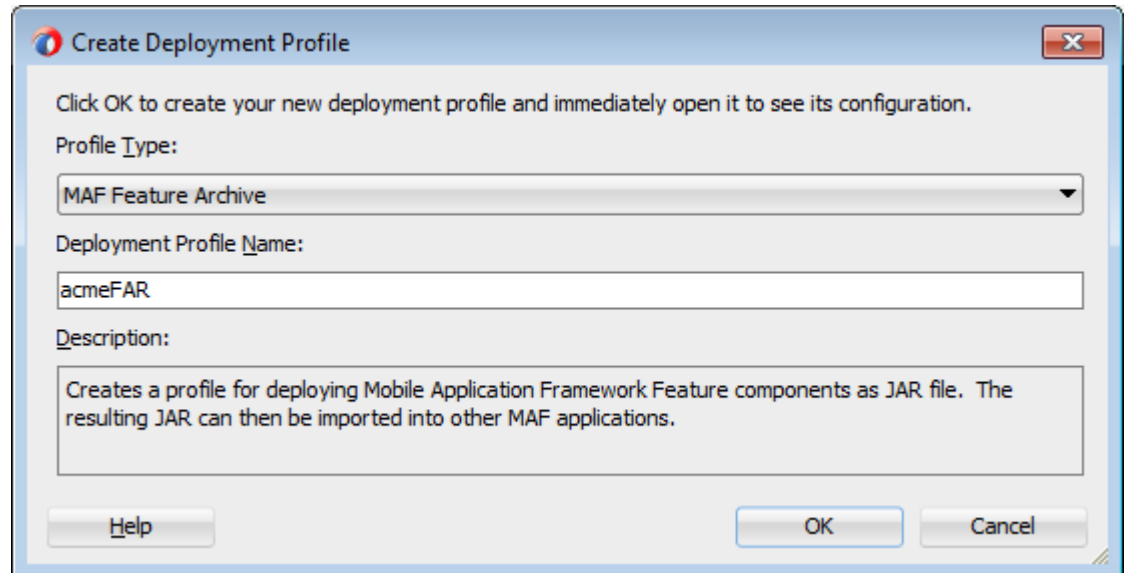 Create Deployment Profile
Click OK to create your new deployment profile and immediately open it to see its configuration.
Profile Type:
MAF Feature Archive
Deployment Profile Name:
acmeFAR
Description:
Creates a profile for deploying Mobile Application Framework Feature components as JAR file.  The
resulting JAR can then be imported into other MAF applications.
Help OK Cancel